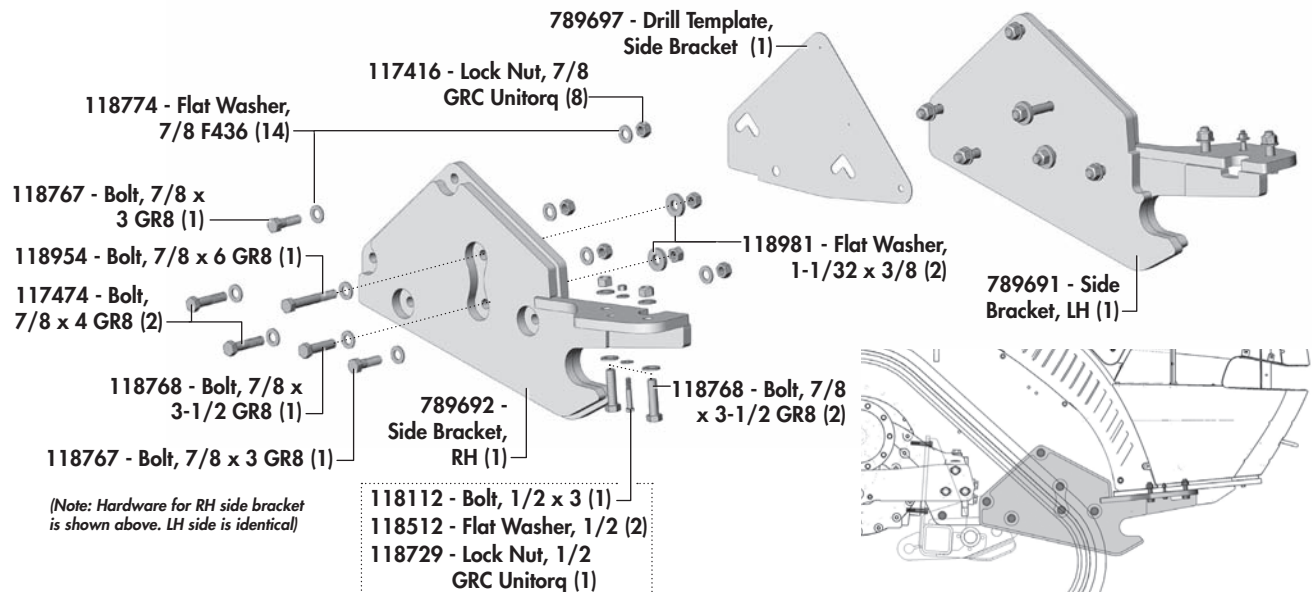 789697 - Drill Template,
Side Bracket (1)
117416 - Lock Nut, 7/8
GRC Unitorq (8)
118774 - Flat Washer,
7/8 F436 (14)
118767 - Bolt, 7/8 x
3 GR8 (1)
118954 - Bolt, 7/8 x 6 GR8 (1)
117474 - Bolt,
7/8 x 4 GR8 (2)
118768 - Bolt, 7/8 x
3-1/2 GR8 (1)
118767 - Bolt, 7/8 x 3 GR8 (1)
(Note: Hardware for RH side bracket
is shown above. LH side is identical)
789692 -
Side Bracket,
RH (1)
118112 - Bolt, 1/2 x 3 (1)
118512 - Flat Washer, 1/2 (2)
118729 - Lock Nut, 1/2
GRC Unitorq (1)
118981 - Flat Washer,
1-1/32 x 3/8 (2)
118768 - Bolt, 7/8
x 3-1/2 GR8 (2)
789691 - Side
Bracket, LH (1)